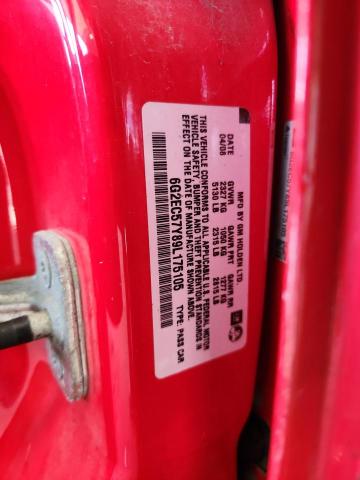 MFD BY GM HOLDEN LTD.
DATE GVWR GAWR FRT GAWR RR
04/08 2327 KG 1050 KG 1277 KG
5130 LB 2315 LB 2815 LB
THIS VEHICLE CONFORMS TO ALL APPLICABLE U.S. FEDERAL MOTOR
VEHICLE SAFETY, BUMPER AND THEFT PREVENTION STANDARDS IN
EFFECT ON THE DATE OF MANUFACTURE SHOWN ABOVE.
6G2EC57Y89L175105 TYPE: PASS CAR